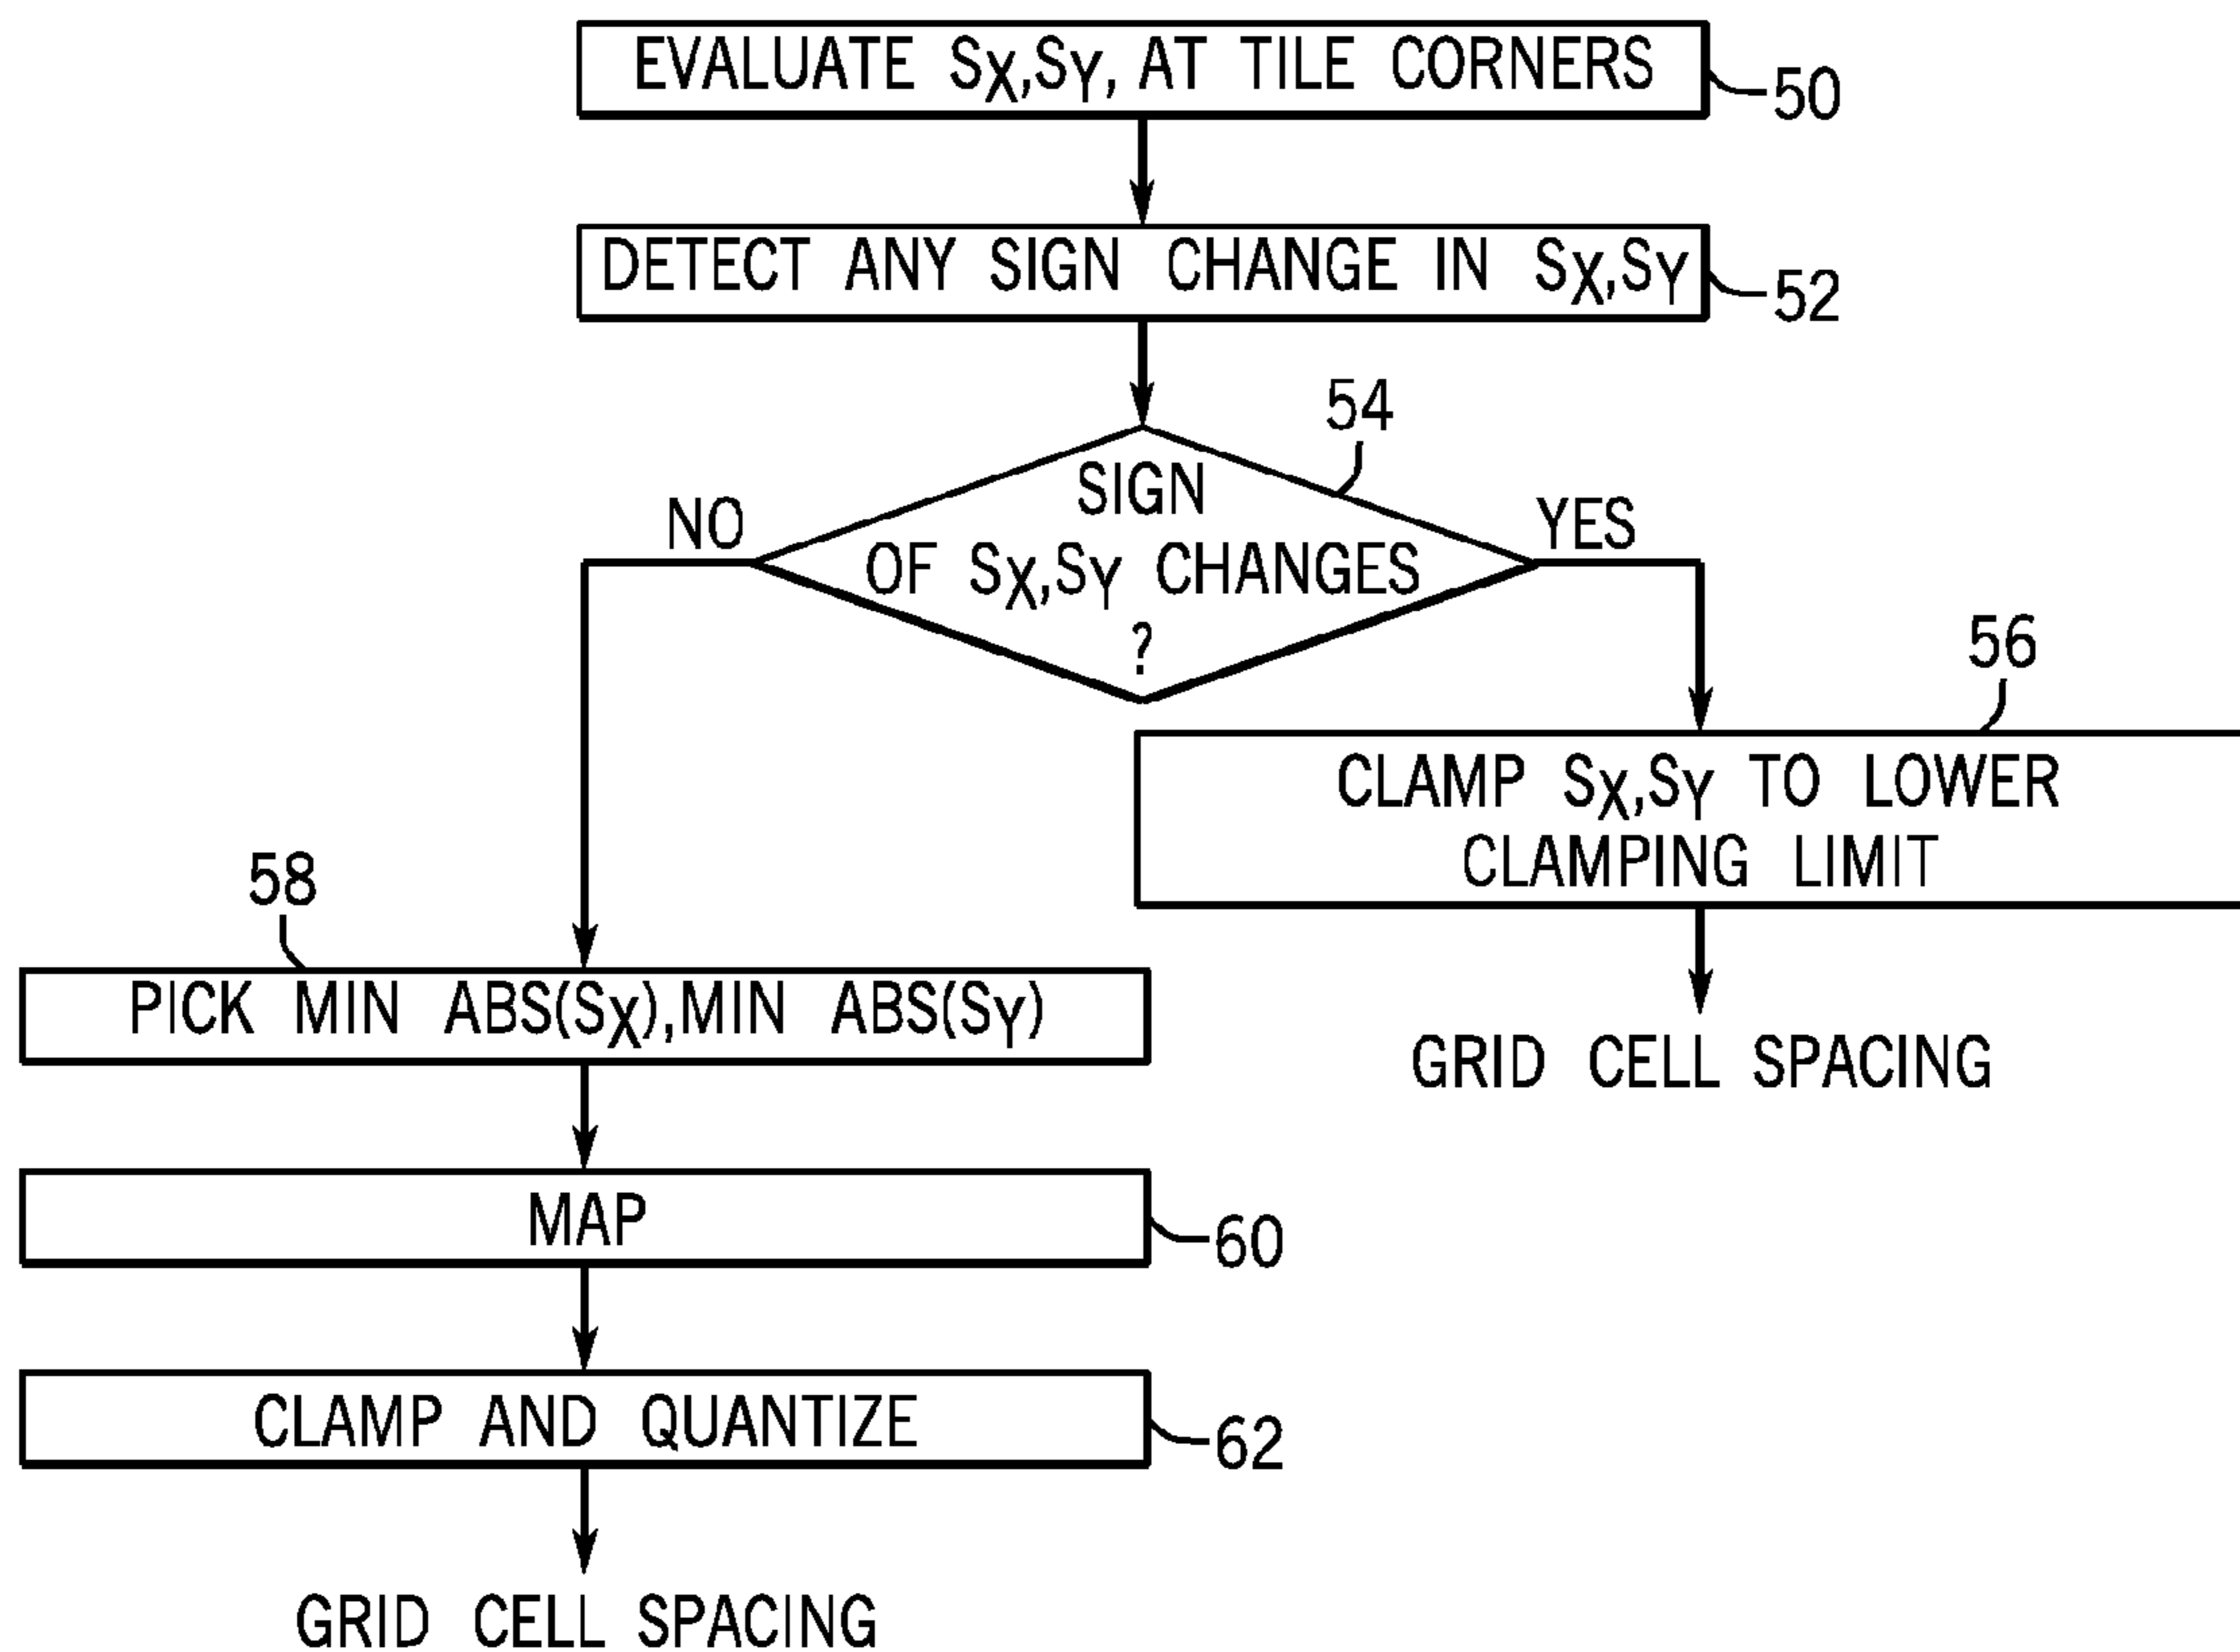 EVALUATE SX,SY, AT TILE CORNERS
50
DETECT ANY SIGN CHANGE IN SX,SY
52
54
SIGN
OF SX,SY CHANGES
?
NO
YES
56
CLAMP SX,SY TO LOWER
CLAMPING LIMIT
GRID CELL SPACING
58
PICK MIN ABS(SX),MIN ABS(SY)
MAP
60
CLAMP AND QUANTIZE
62
GRID CELL SPACING